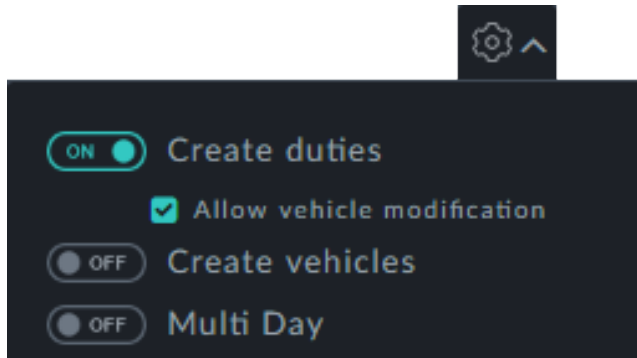 ON Create duties
Allow vehicle modification
OFF Create vehicles
OFF Multi Day